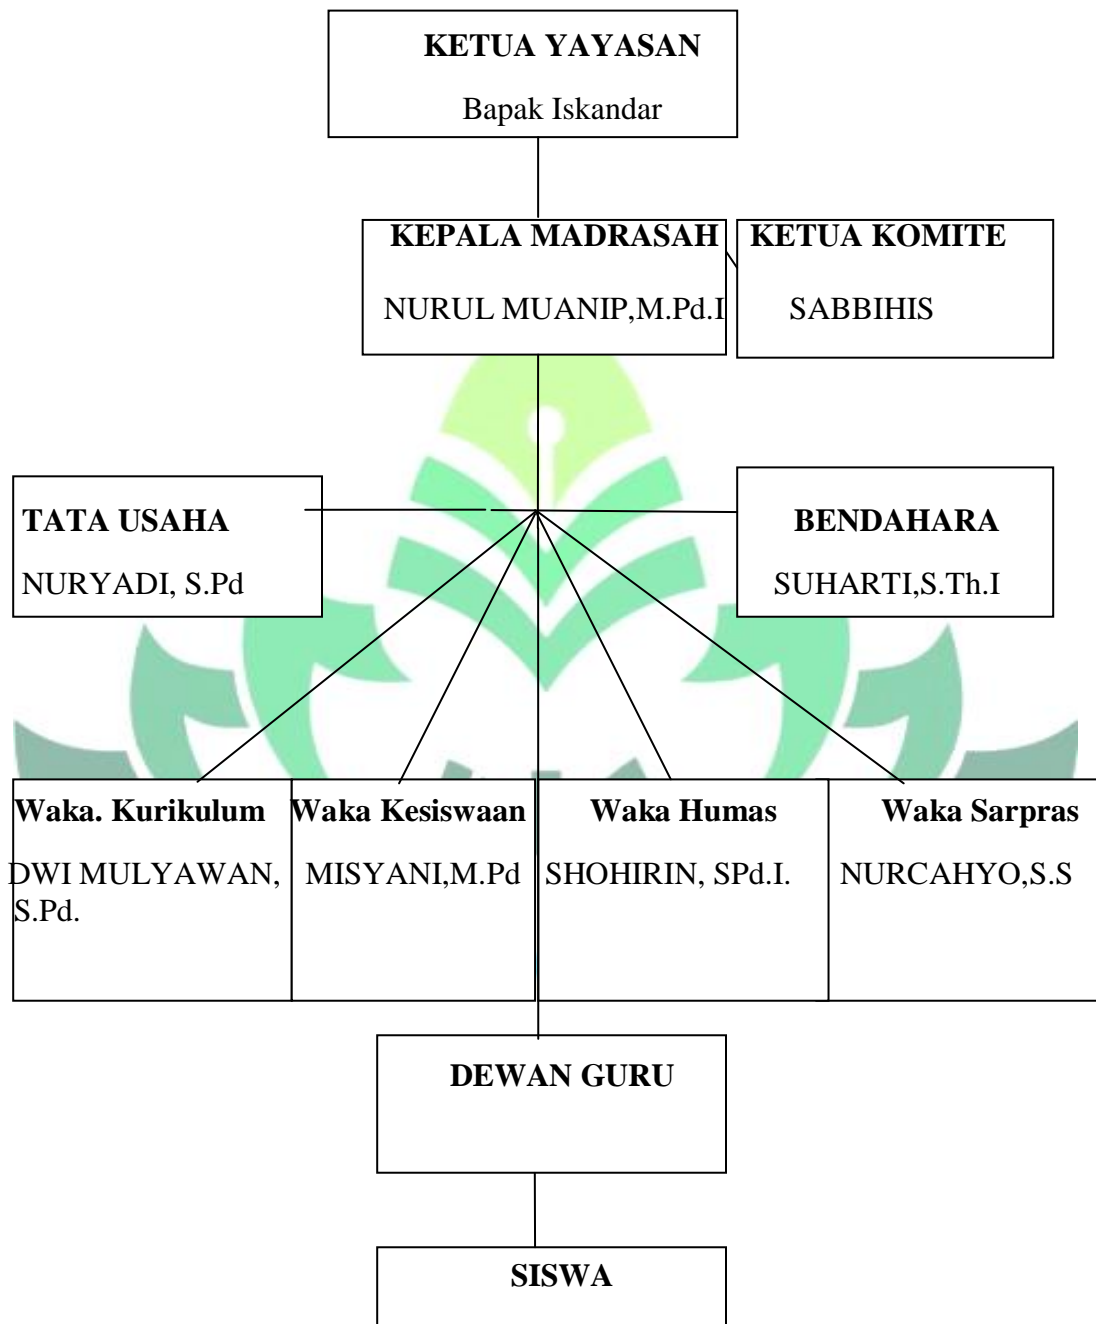 KETUA YAYASAN
Bapak Iskandar
KEPALA MADRASAH
NURUL MUANIP,M.Pd.I
KETUA KOMITE
SABBIHIS
TATA USAHA
NURYADI, S.Pd
BENDAHARA
SUHARTI,S.Th.I
Waka. Kurikulum
DWI MULYAWAN,
S.Pd.
Waka Kesiswaan
MISYANI,M.Pd
Waka Humas
SHOHIRIN, SPd.I.
Waka Sarpras
NURCAHYO,S.S
DEWAN GURU
SISWA